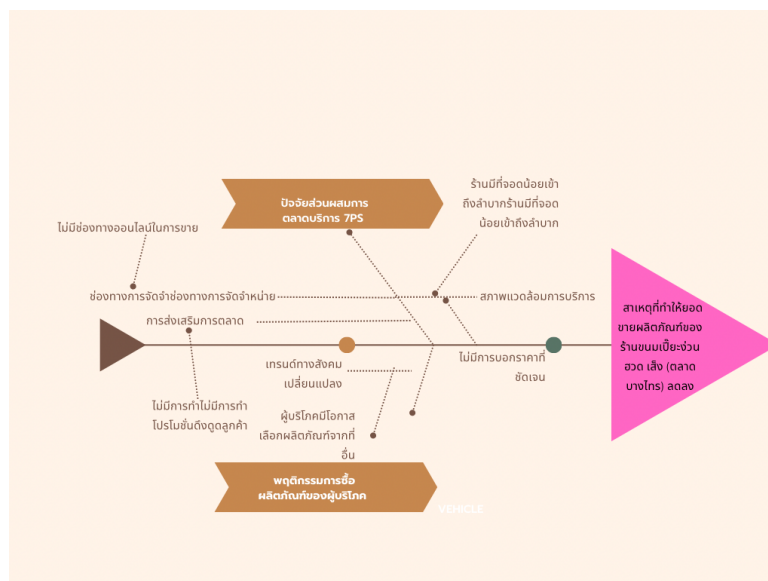 ปัจจัยส่วนผสมการ
ตลาดบริการ 7PS
ร้านมีที่จอดน้อยเข้า
ถึงลำบากร้านมีที่จอด
น้อยเข้าถึงลำบาก
ไม่มีช่องทางออนไลน์ในการขาย
ช่องทางการจัดจำช่องทางการจัดจำหน่าย
สภาพแวดล้อมการบริการ
การส่งเสริมการตลาด
สาเหตุที่ทำให้ยอด
ขายผลิตภัณฑ์ของ
ร้านขนมเปี๊ยะง่วน
ฮวด เส็ง (ตลาด
บางไทร) ลดลง
ไม่มีการบอกราคาที่
ชัดเจน
เทรนด์ทางสังคม
เปลี่ยนแปลง
ไม่มีการทำไม่มีการทำ
โปรโมชั่นดึงดูดลูกค้า
ผู้บริโภคมีโอกาส
เลือกผลิตภัณฑ์จากที่
อื่น
พฤติกรรมการซื้อ
ผลิตภัณฑ์ของผู้บริโภค
VEHICLE